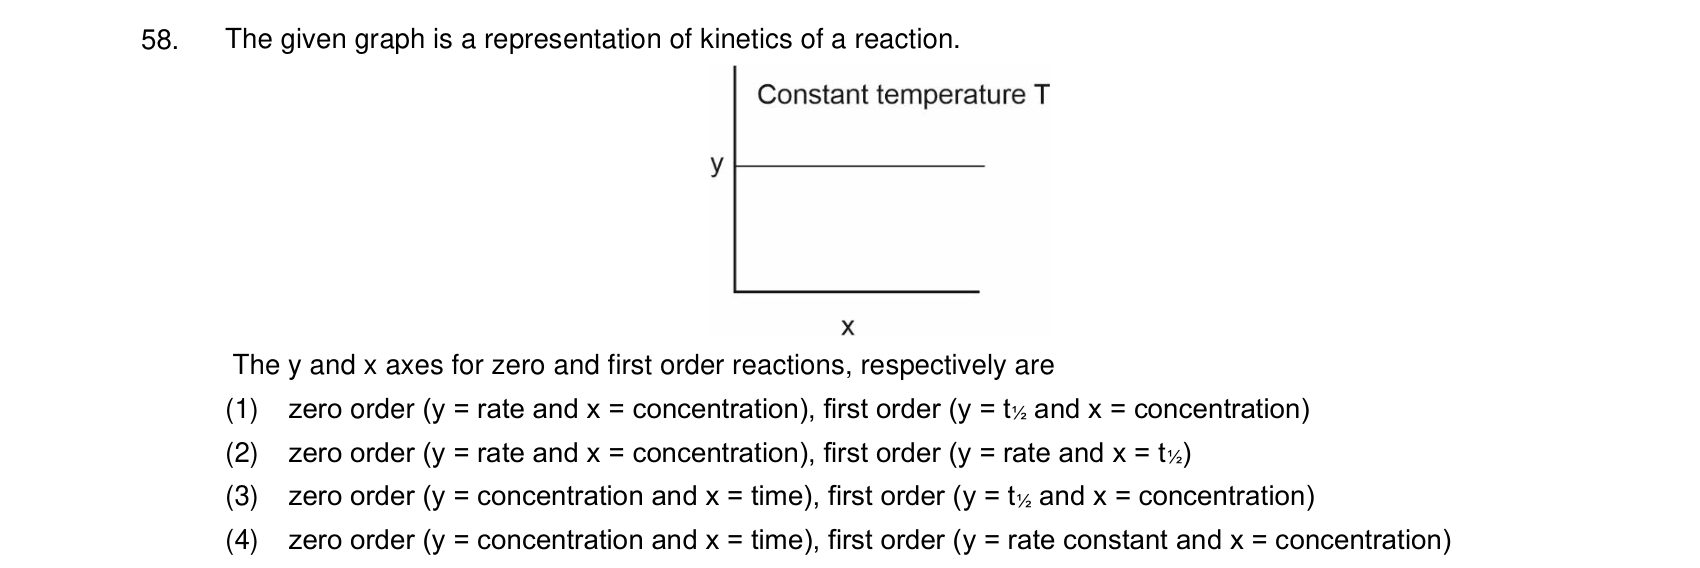 58. The given graph is a representation of kinetics of a reaction.
Constant temperature T
y
x
The y and x axes for zero and first order reactions, respectively are
(1) zero order (y = rate and x = concentration), first order (y = t½ and x = concentration)
(2) zero order (y = rate and x = concentration), first order (y = rate and x = t½)
(3) zero order (y = concentration and x = time), first order (y = t½ and x = concentration)
(4) zero order (y = concentration and x = time), first order (y = rate constant and x = concentration)